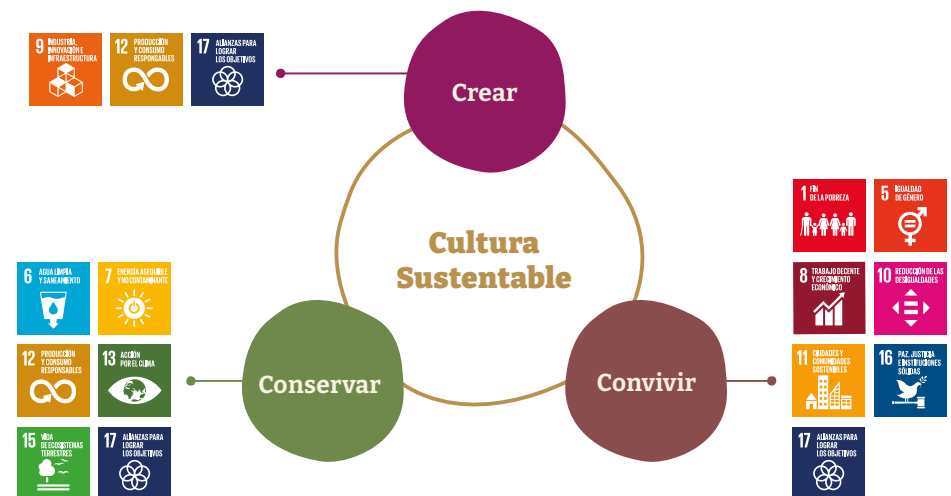 Crear
9 INDUSTRIA,
INNOVACIÓN E
INFRAESTRUCTURA
12 PRODUCCIÓN
Y CONSUMO
RESPONSABLES
17 ALIANZAS PARA
LOGRAR
LOS OBJETIVOS
Cultura
Sustentable
Conservar
6 AGUA LIMPIA
Y SANEAMIENTO
7 ENERGÍA ASEQUIBLE
Y NO CONTAMINANTE
12 PRODUCCIÓN
Y CONSUMO
RESPONSABLES
13 ACCIÓN
POR EL CLIMA
15 VIDA
DE ECOSISTEMAS
TERRESTRES
17 ALIANZAS PARA
LOGRAR
LOS OBJETIVOS
Convivir
1 FIN
DE LA POBREZA
5 IGUALDAD
DE GÉNERO
8 TRABAJO DECENTE
Y CRECIMIENTO
ECONÓMICO
10 REDUCCIÓN DE LAS
DESIGUALDADES
11 CIUDADES Y
COMUNIDADES
SOSTENIBLES
16 PAZ, JUSTICIA
E INSTITUCIONES
SÓLIDAS
17 ALIANZAS PARA
LOGRAR
LOS OBJETIVOS